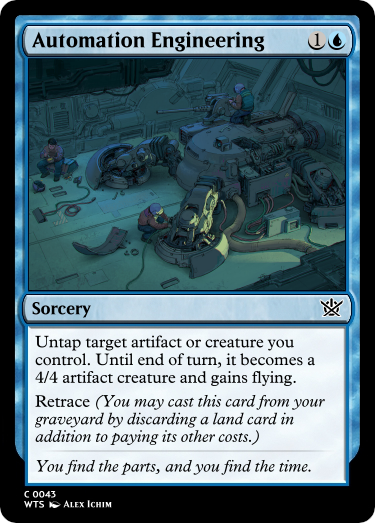 Automation Engineering 1
Sorcery
Untap target artifact or creature you
control. Until end of turn, it becomes a
4/4 artifact creature and gains flying.
Retrace (You may cast this card from your
graveyard by discarding a land card in
addition to paying its other costs.)
You find the parts, and you find the time.
C 0043
WTS Alex Ichim